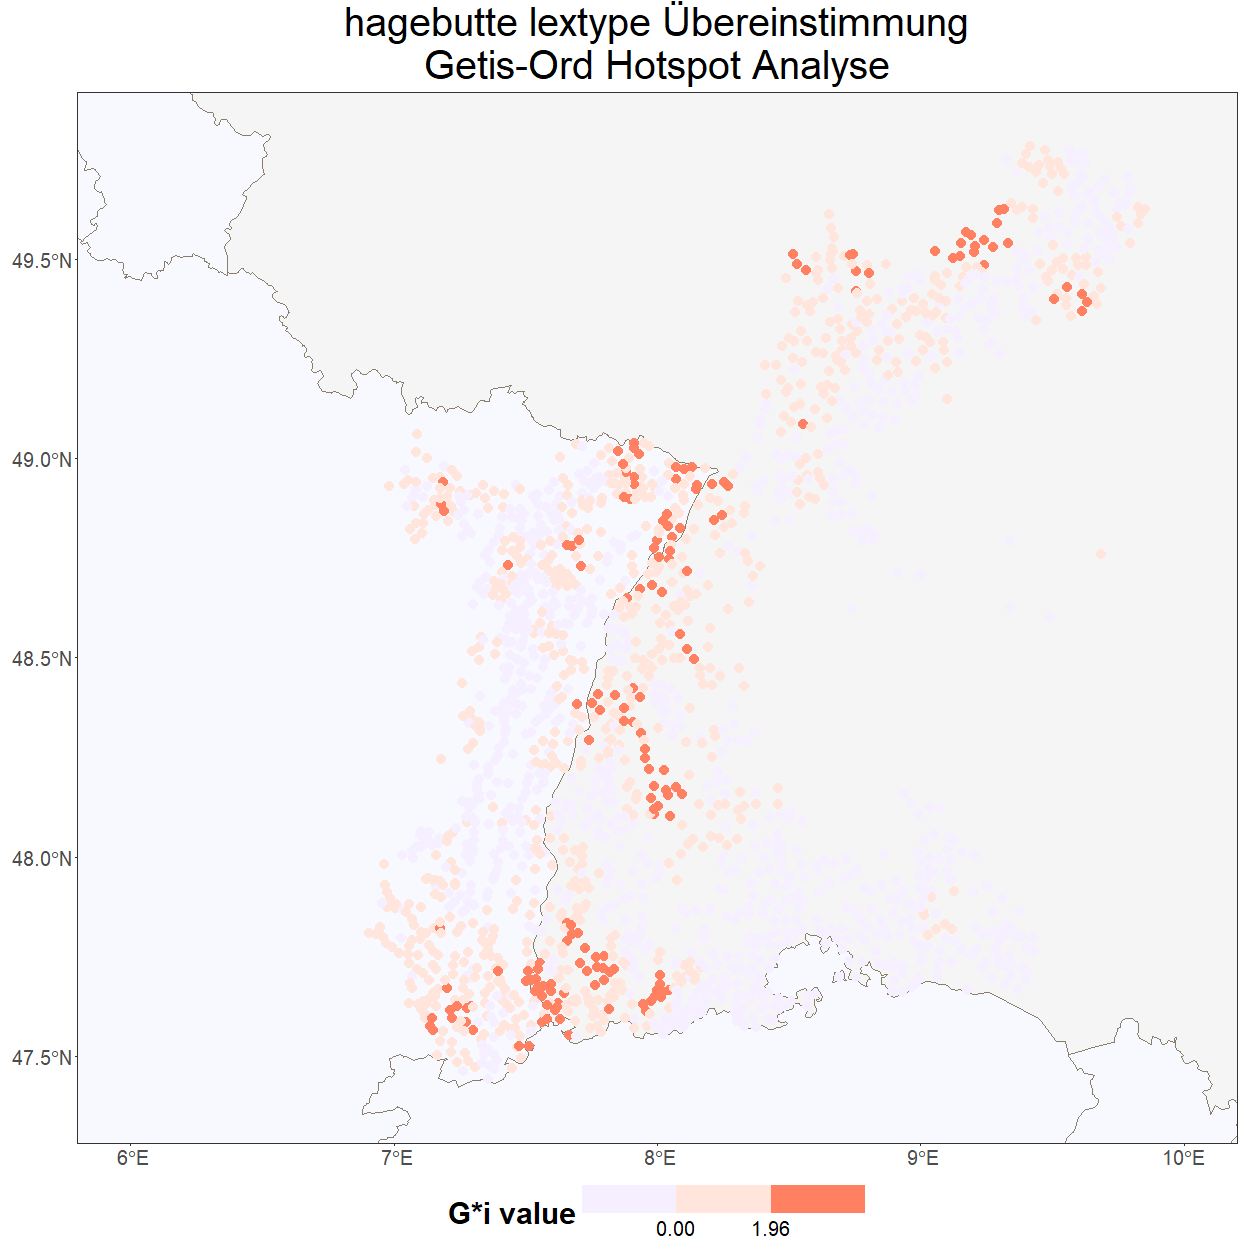 hagebutte lextype Übereinstimmung
Getis-Ord Hotspot Analyse
49.5°N
49.0°N
48.5°N
48.0°N
47.5°N
6°E 7°E 8°E 9°E 10°E
G*i value
0.00 1.96